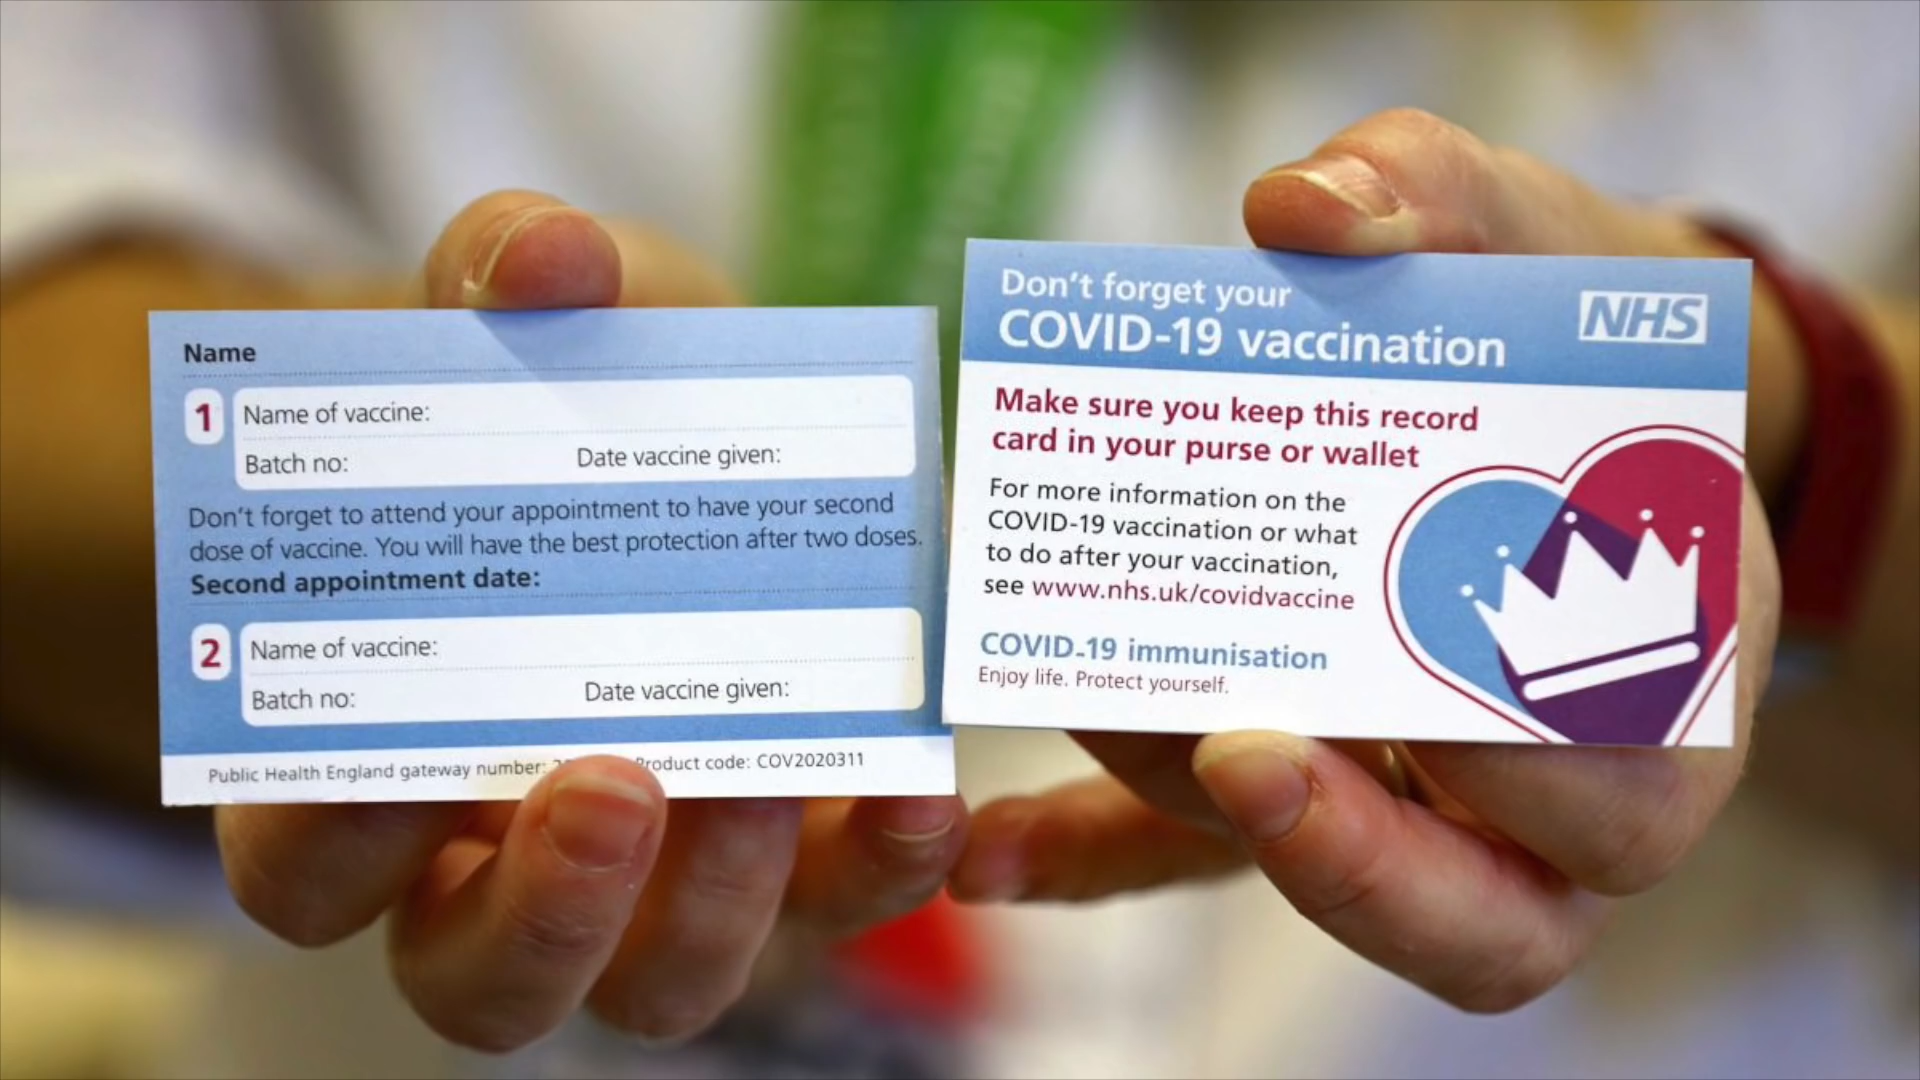 Name
1
Name of vaccine:
Batch no: Date vaccine given:
Don't forget to attend your appointment to have your second
dose of vaccine. You will have the best protection after two doses.
Second appointment date:
2
Name of vaccine:
Batch no: Date vaccine given:
Public Health England gateway number: Product code: COV2020311
Don't forget your
COVID-19 vaccination
NHS
Make sure you keep this record
card in your purse or wallet
For more information on the
COVID-19 vaccination or what
to do after your vaccination,
see www.nhs.uk/covidvaccine
COVID-19 immunisation
Enjoy life. Protect yourself.